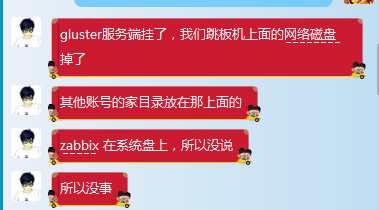 gluster服务端挂了，我们跳板机上面的网络磁盘
掉了
其他账号的家目录放在那上面的
zabbix 在系统盘上，所以没说
所以没事